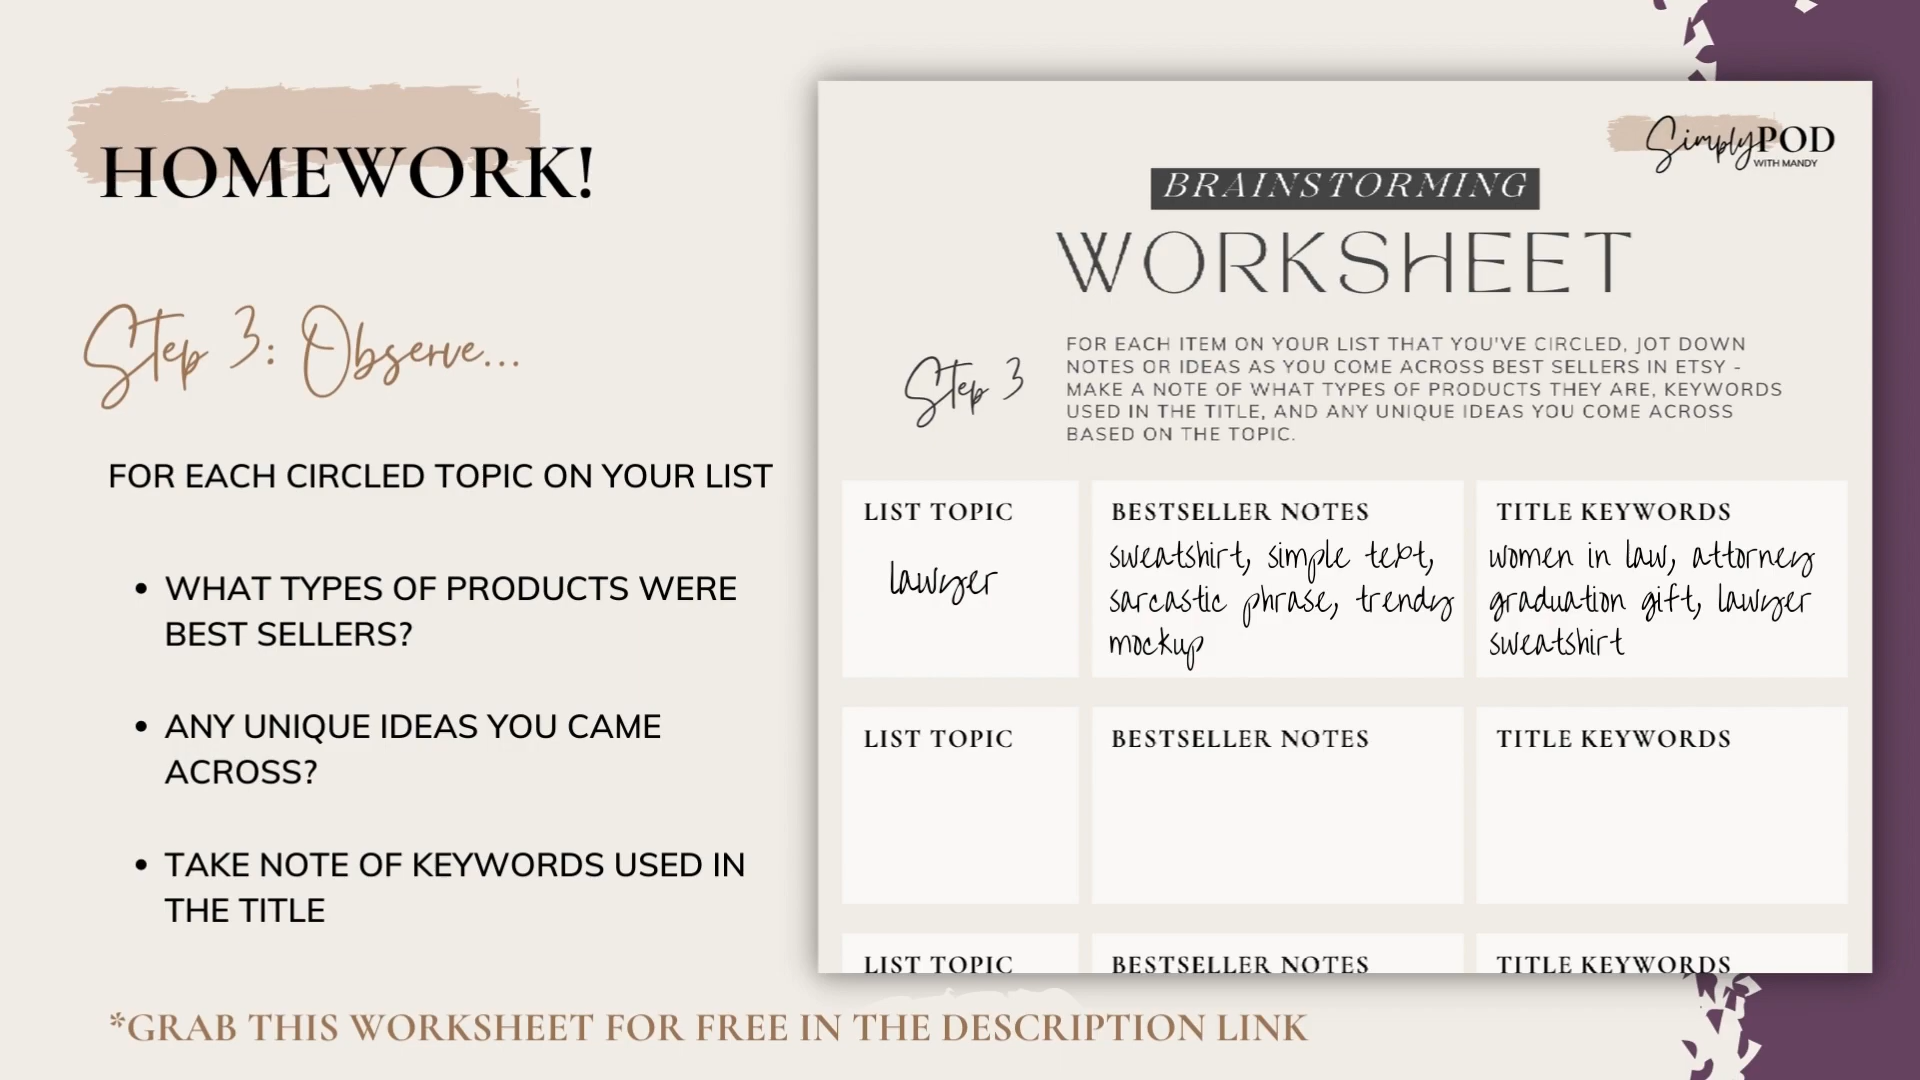 HOMEWORK!
Step 3: Observe...
FOR EACH CIRCLED TOPIC ON YOUR LIST
• WHAT TYPES OF PRODUCTS WERE
BEST SELLERS?
• ANY UNIQUE IDEAS YOU CAME
ACROSS?
• TAKE NOTE OF KEYWORDS USED IN
THE TITLE
SimplyPOD
WITH MANDY
BRAINSTORMING
WORKSHEET
Step 3
FOR EACH ITEM ON YOUR LIST THAT YOU'VE CIRCLED, JOT DOWN
NOTES OR IDEAS AS YOU COME ACROSS BEST SELLERS IN ETSY -
MAKE A NOTE OF WHAT TYPES OF PRODUCTS THEY ARE, KEYWORDS
USED IN THE TITLE, AND ANY UNIQUE IDEAS YOU COME ACROSS
BASED ON THE TOPIC.
LIST TOPIC
lawyer
BESTSELLER NOTES
sweatshirt, simple text,
sarcastic phrase, trendy
mockup
TITLE KEYWORDS
women in law, attorney
graduation gift, lawyer
sweatshirt
LIST TOPIC
BESTSELLER NOTES
TITLE KEYWORDS
LIST TOPIC
BESTSELLER NOTES
TITLE KEYWORDS
*GRAB THIS WORKSHEET FOR FREE IN THE DESCRIPTION LINK